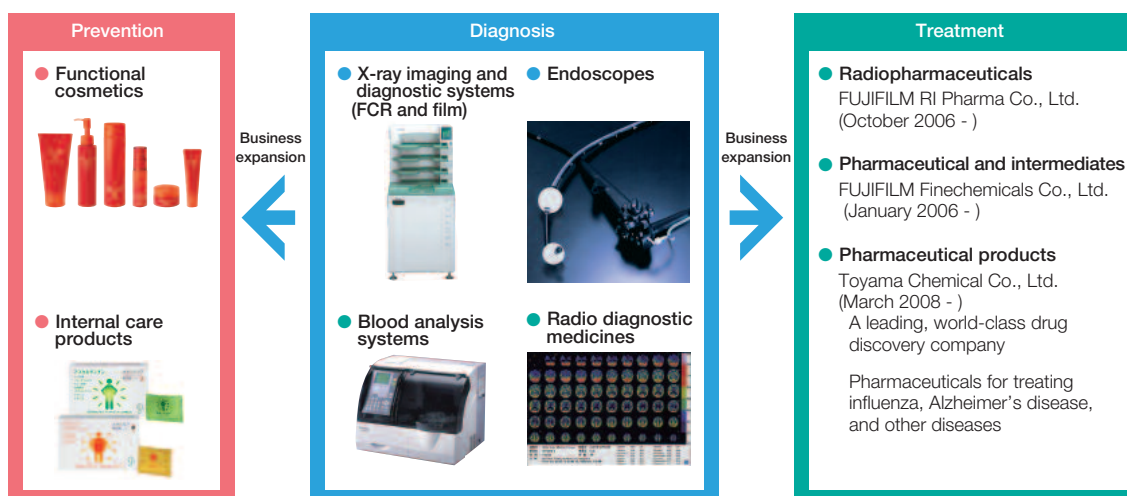 Prevention
Functional
cosmetics
Internal care
products
Business
expansion
Diagnosis
X-ray imaging and
diagnostic systems
(FCR and film)
Endoscopes
Blood analysis
systems
Radio diagnostic
medicines
Business
expansion
Treatment
Radiopharmaceuticals
FUJIFILM RI Pharma Co., Ltd.
(October 2006 - )
Pharmaceutical and intermediates
FUJIFILM Finechemicals Co., Ltd.
(January 2006 - )
Pharmaceutical products
Toyama Chemical Co., Ltd.
(March 2008 - )
A leading, world-class drug
discovery company
Pharmaceuticals for treating
influenza, Alzheimer's disease,
and other diseases